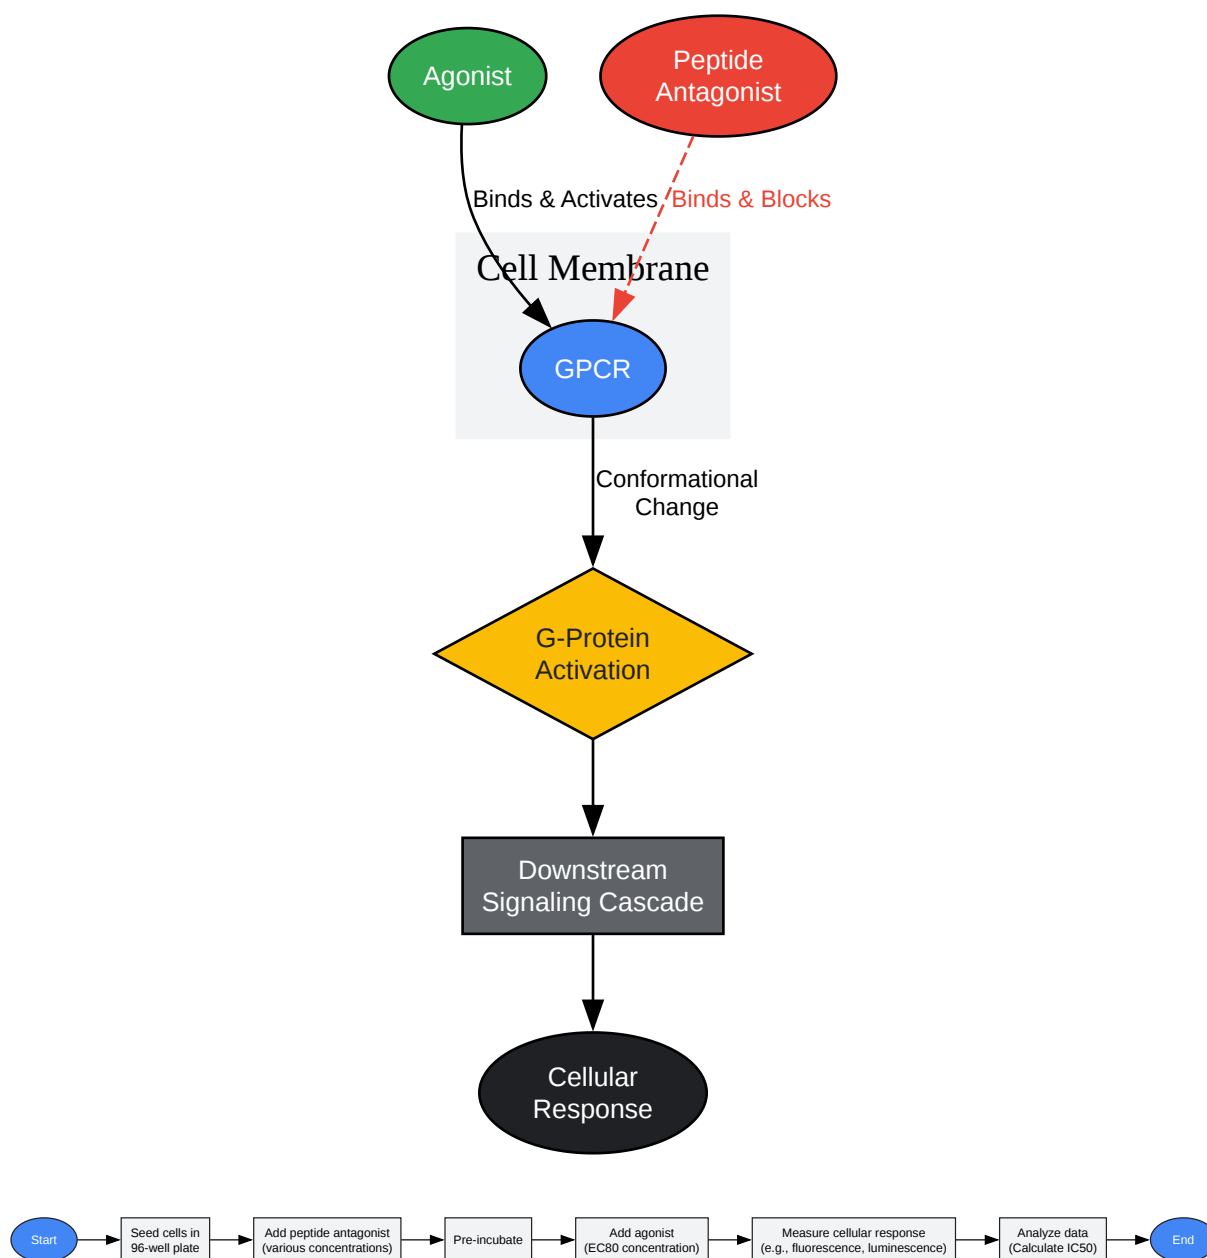 Agonist
Peptide
Antagonist
Binds & Activates
Binds & Blocks
Cell Membrane
GPCR
Conformational
Change
G-Protein
Activation
Downstream
Signaling Cascade
Cellular
Response
Start
Seed cells in
96-well plate
Add peptide antagonist
(various concentrations)
Pre-incubate
Add agonist
(EC80 concentration)
Measure cellular response
(e.g., fluorescence, luminescence)
Analyze data
(Calculate IC50)
End